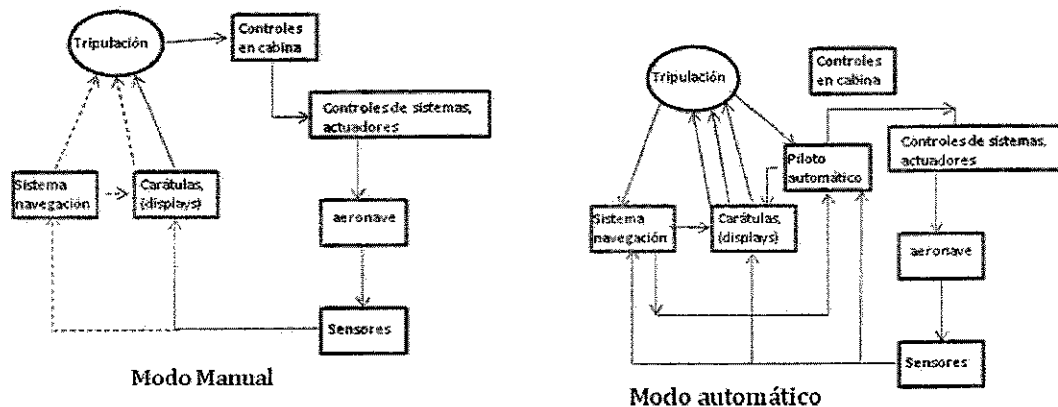 Tripulación
Controles
en cabina
Controles de sistemas,
actuadores
Sistema
navegación
Carátulas,
(displays)
aeronave
Sensores
Modo Manual
Tripulación
Controles
en cabina
Controles de sistemas,
actuadores
Piloto
automático
Sistema
navegación
Carátulas,
(displays)
aeronave
Sensores
Modo automático